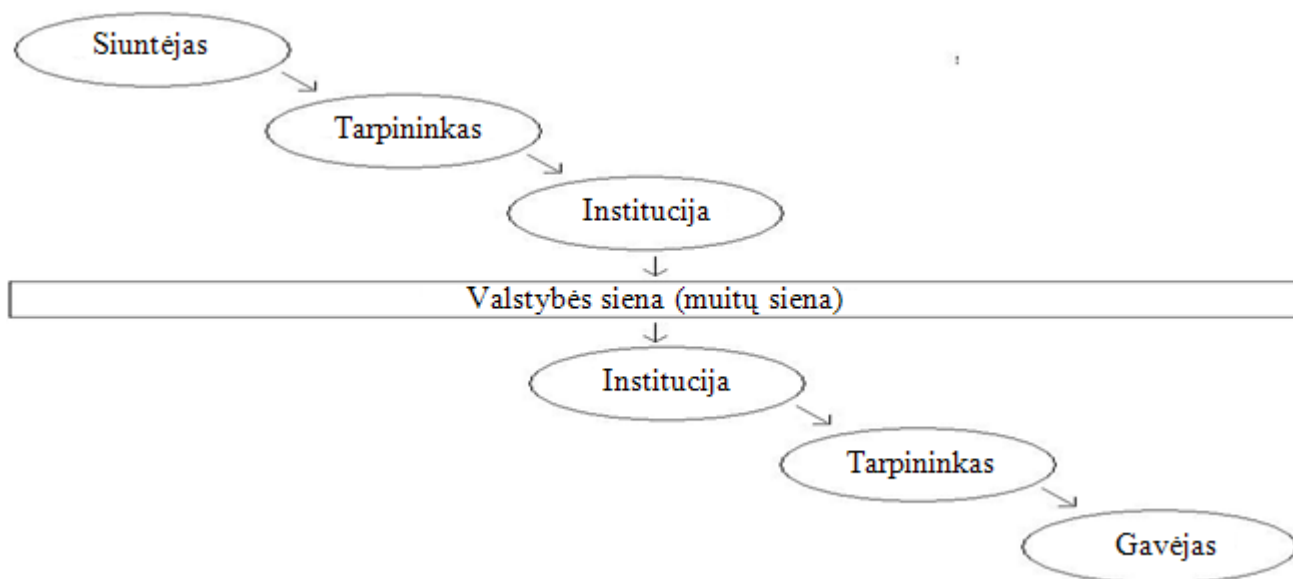 Siuntėjas
Tarpininkas
Institucija
Valstybės siena (muitų siena)
Institucija
Tarpininkas
Gavėjas